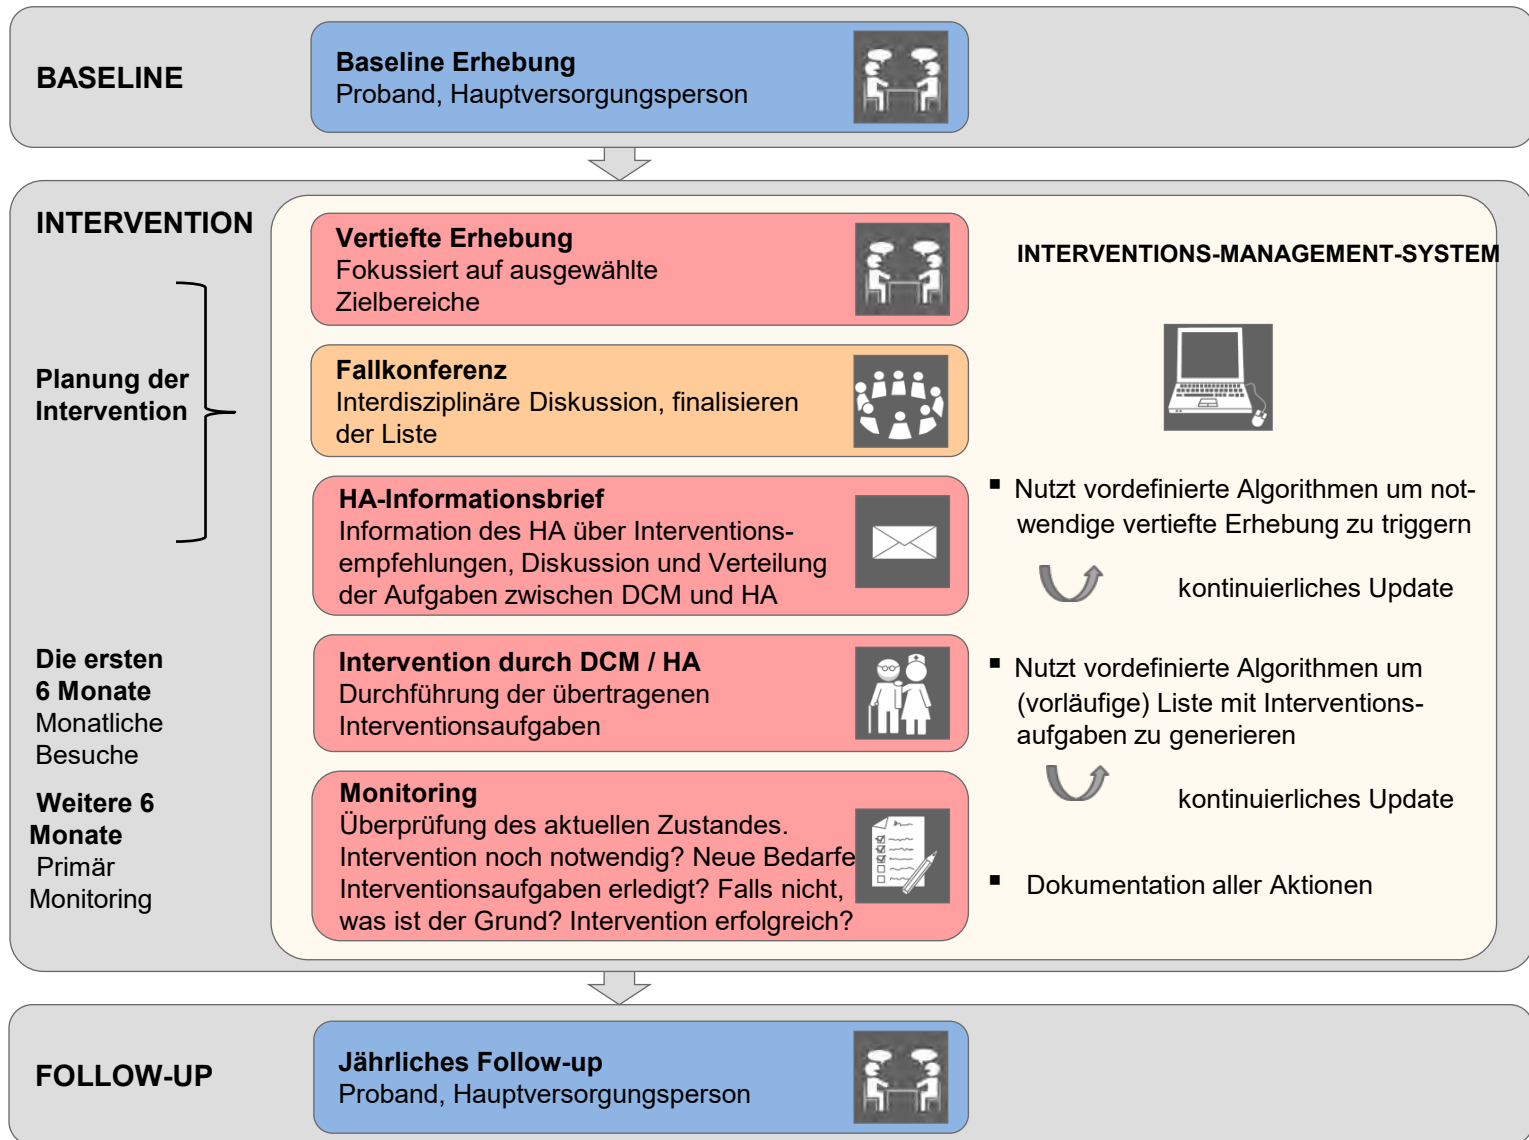 BASELINE
Baseline Erhebung
Proband, Hauptversorgungsperson
INTERVENTION
Planung der
Intervention
Die ersten
6 Monate
Monatliche
Besuche
Weitere 6
Monate
Primär
Monitoring
Vertiefte Erhebung
Fokussiert auf ausgewählte
Zielbereiche
Fallkonferenz
Interdisziplinäre Diskussion, finalisieren
der Liste
HA-Informationsbrief
Information des HA über Interventions-
empfehlungen, Diskussion und Verteilung
der Aufgaben zwischen DCM und HA
Intervention durch DCM / HA
Durchführung der übertragenen
Interventionsaufgaben
Monitoring
Überprüfung des aktuellen Zustandes.
Intervention noch notwendig? Neue Bedarfe
Interventionsaufgaben erledigt? Falls nicht,
was ist der Grund? Intervention erfolgreich?
INTERVENTIONS-MANAGEMENT-SYSTEM
▪ Nutzt vordefinierte Algorithmen um not-
wendige vertiefte Erhebung zu triggern
kontinuierliches Update
▪ Nutzt vordefinierte Algorithmen um
(vorläufige) Liste mit Interventions-
aufgaben zu generieren
kontinuierliches Update
▪ Dokumentation aller Aktionen
FOLLOW-UP
Jährliches Follow-up
Proband, Hauptversorgungsperson